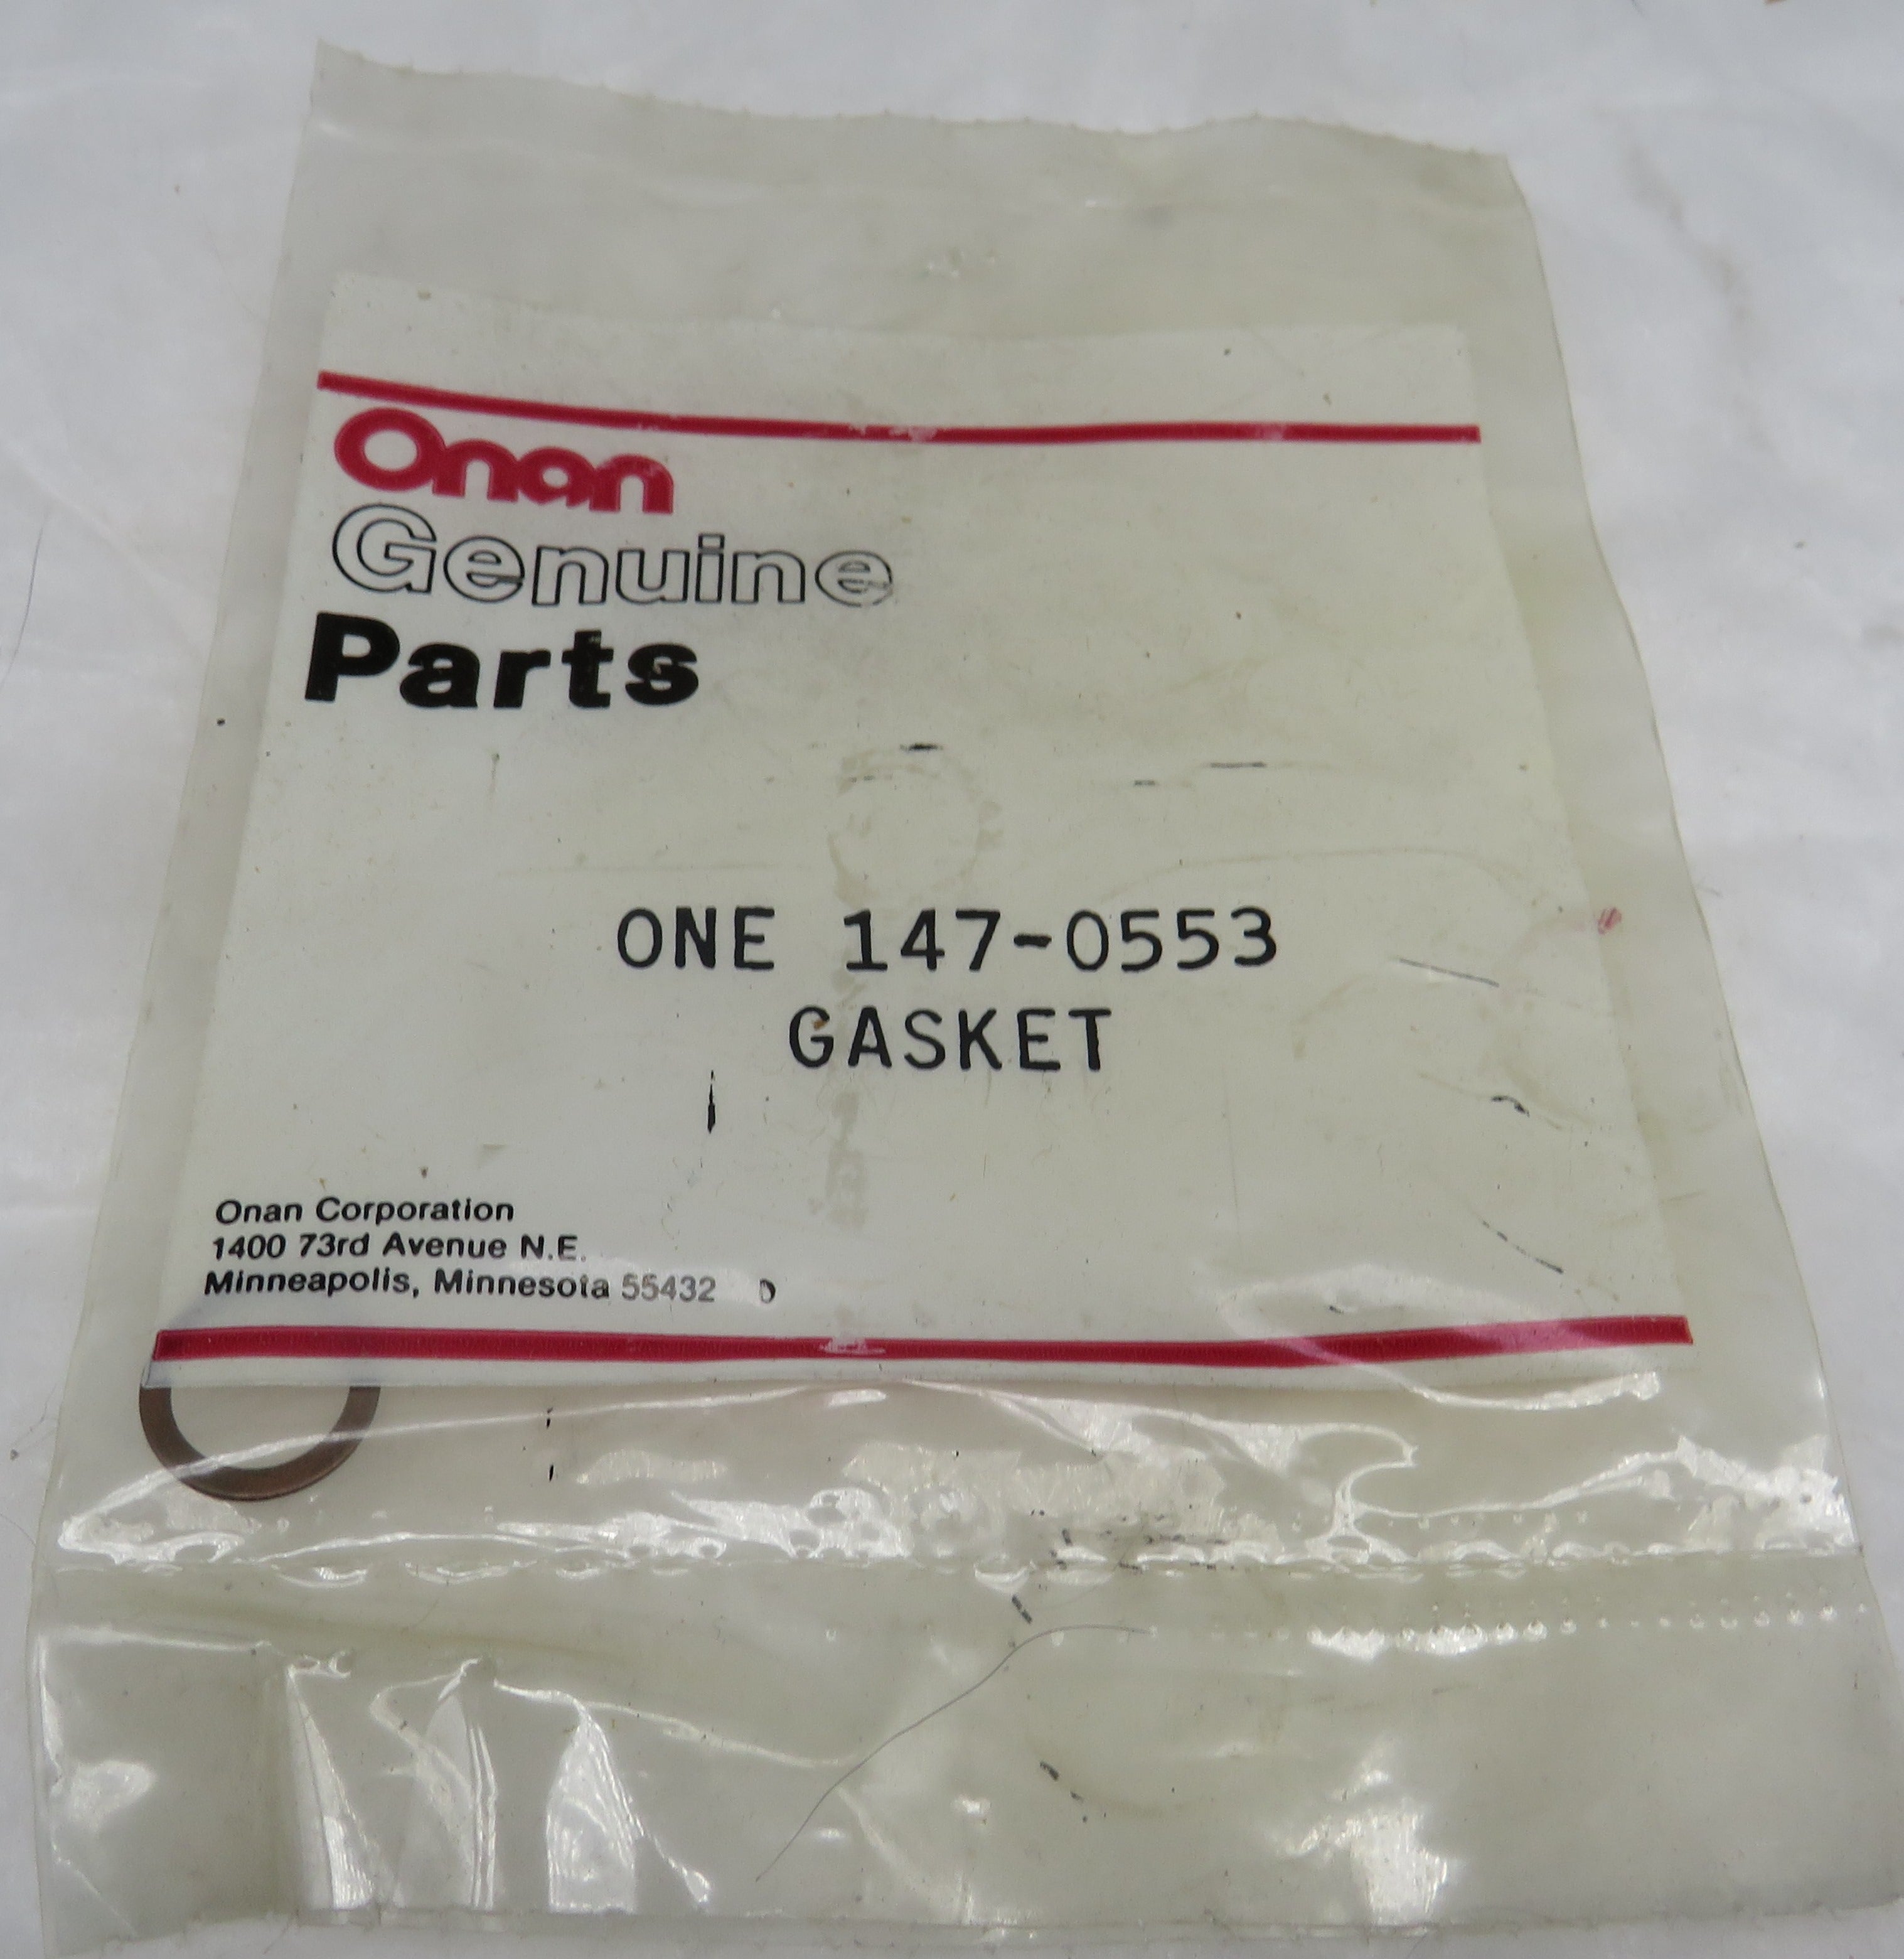 Onan
Genuine
Parts
ONE 147-0553
GASKET
Onan Corporation
1400 73rd Avenue N.E.
Minneapolis, Minnesota 55432